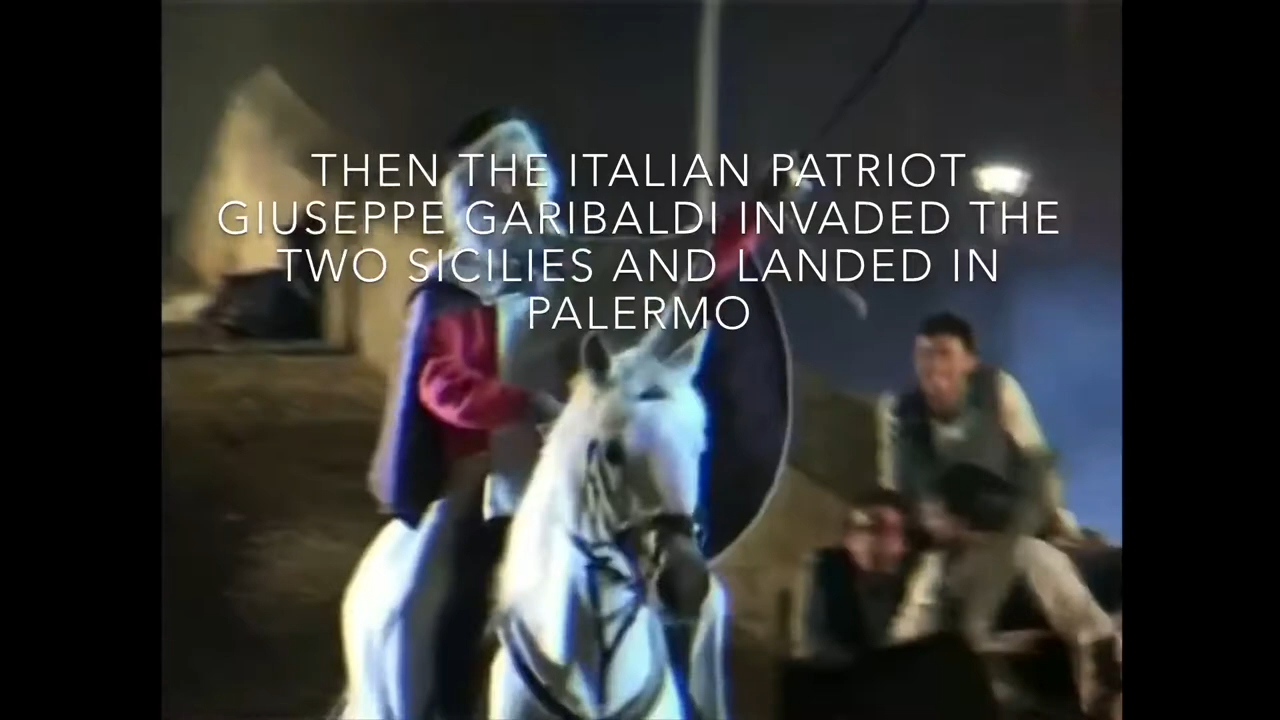 THEN THE ITALIAN PATRIOT
GIUSEPPE GARIBALDI INVADED THE
TWO SICILIES AND LANDED IN
PALERMO